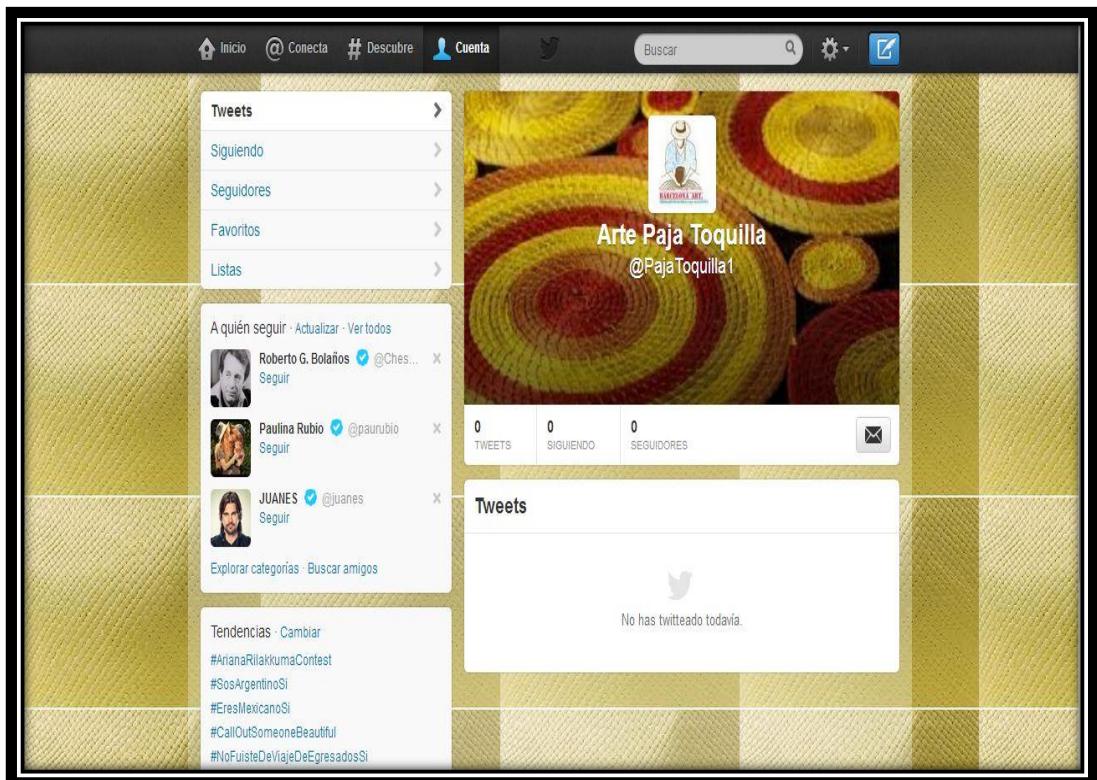 Inicio
Conecta
Descubre
Cuenta
Buscar
Tweets
Siguiendo
Seguidores
Favoritos
Listas
A quién seguir · Actualizar · Ver todos
Roberto G. Bolaños @Ches...
Seguir
Paulina Rubio @paurubio
Seguir
JUANES @juanes
Seguir
Explorar categorías · Buscar amigos
Tendencias · Cambiar
#ArianaRilakkumaContest
#SosArgentinoSi
#EresMexicanoSi
#CallOutSomeoneBeautiful
#NoFuisteDeViajeDeEgresadosSi
BARCELONA ART.
Arte Paja Toquilla
@PajaToquilla1
0 TWEETS
0 SIGUIENDO
0 SEGUIDORES
Tweets
No has twitteado todavía.